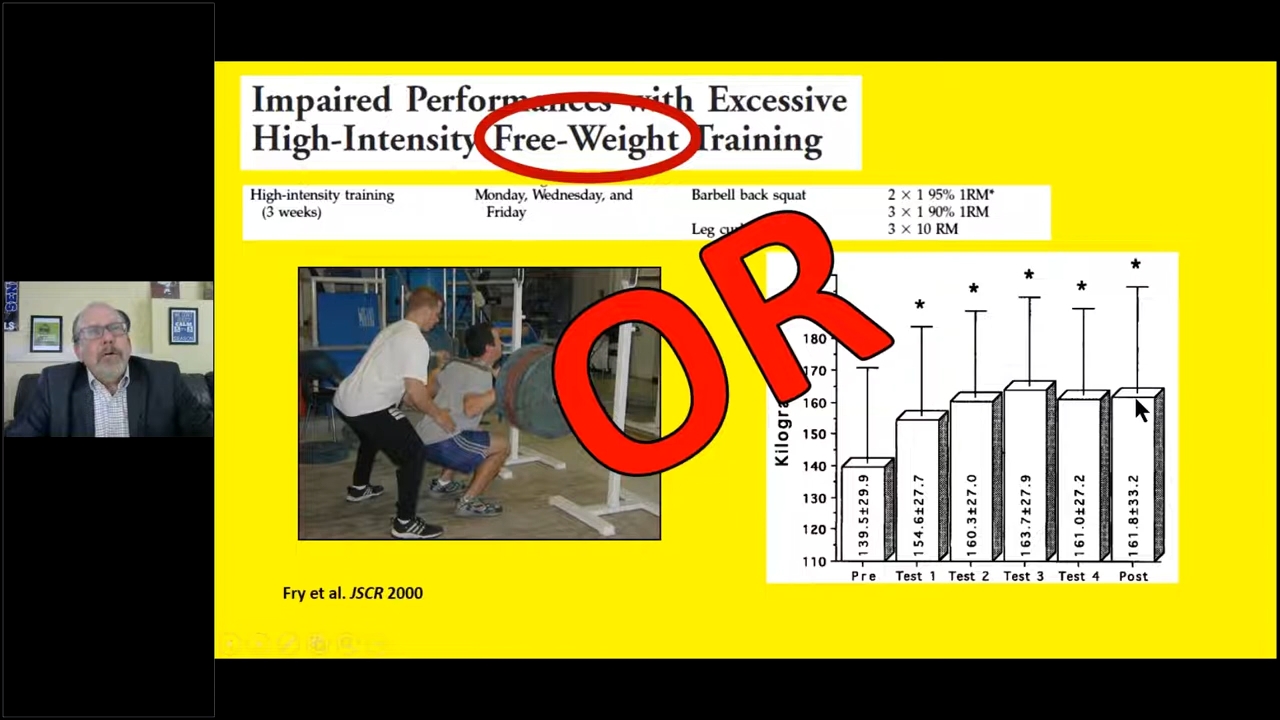 Impaired Performances with Excessive
High-Intensity Free-Weight Training
High-intensity training
(3 weeks)
Monday, Wednesday, and
Friday
Barbell back squat
2 × 1 95% 1RM*
3 × 1 90% 1RM
Leg
3 × 10 RM
OR
* * * * *
180
170
160
150
140
130
120
110
139.5±29.9
154.6±27.7
160.3±27.0
163.7±27.9
161.0±27.2
161.8±33.2
Pre Test 1 Test 2 Test 3 Test 4 Post
Fry et al. JSCR 2000